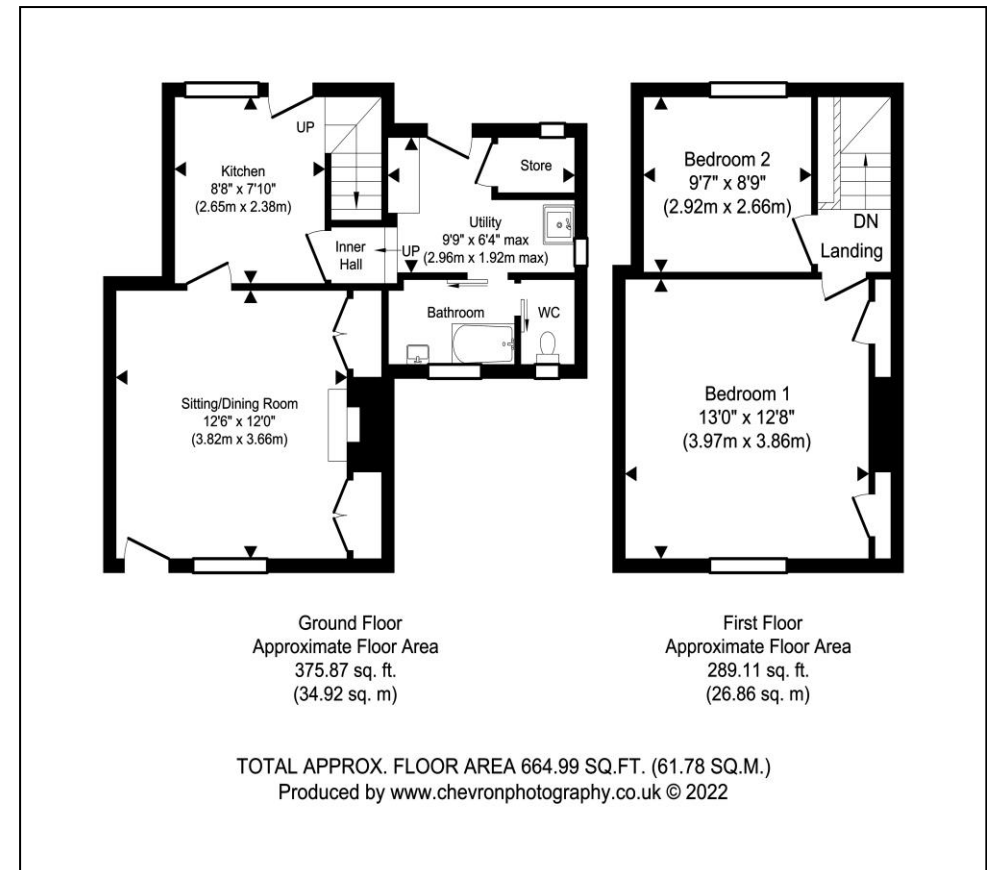 UP
Kitchen
8'8" x 7'10"
(2.65m x 2.38m)
Store
Utility
9'9" x 6'4" max
(2.96m x 1.92m max)
Inner
Hall
UP
Bathroom
WC
Sitting/Dining Room
12'6" x 12'0"
(3.82m x 3.66m)
Bedroom 2
9'7" x 8'9"
(2.92m x 2.66m)
DN
Landing
Bedroom 1
13'0" x 12'8"
(3.97m x 3.86m)
Ground Floor
Approximate Floor Area
375.87 sq. ft.
(34.92 sq. m)
First Floor
Approximate Floor Area
289.11 sq. ft.
(26.86 sq. m)
TOTAL APPROX. FLOOR AREA 664.99 SQ.FT. (61.78 SQ.M.)
Produced by www.chevronphotography.co.uk © 2022